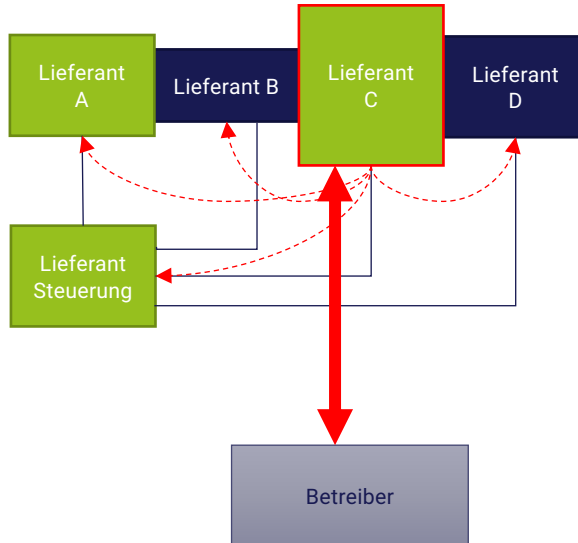 Lieferant
A
Lieferant B
Lieferant
C
Lieferant
D
Lieferant
Steuerung
Betreiber